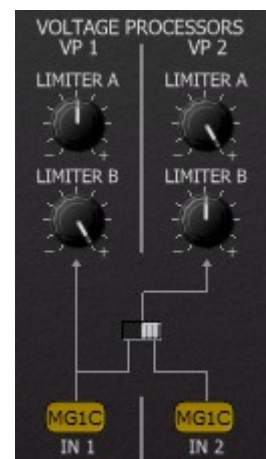 VOLTAGE PROCESSORS
VP 1 VP 2
LIMITER A LIMITER A
- + - +
LIMITER B LIMITER B
- + - +
MG1C MG1C
IN 1 IN 2